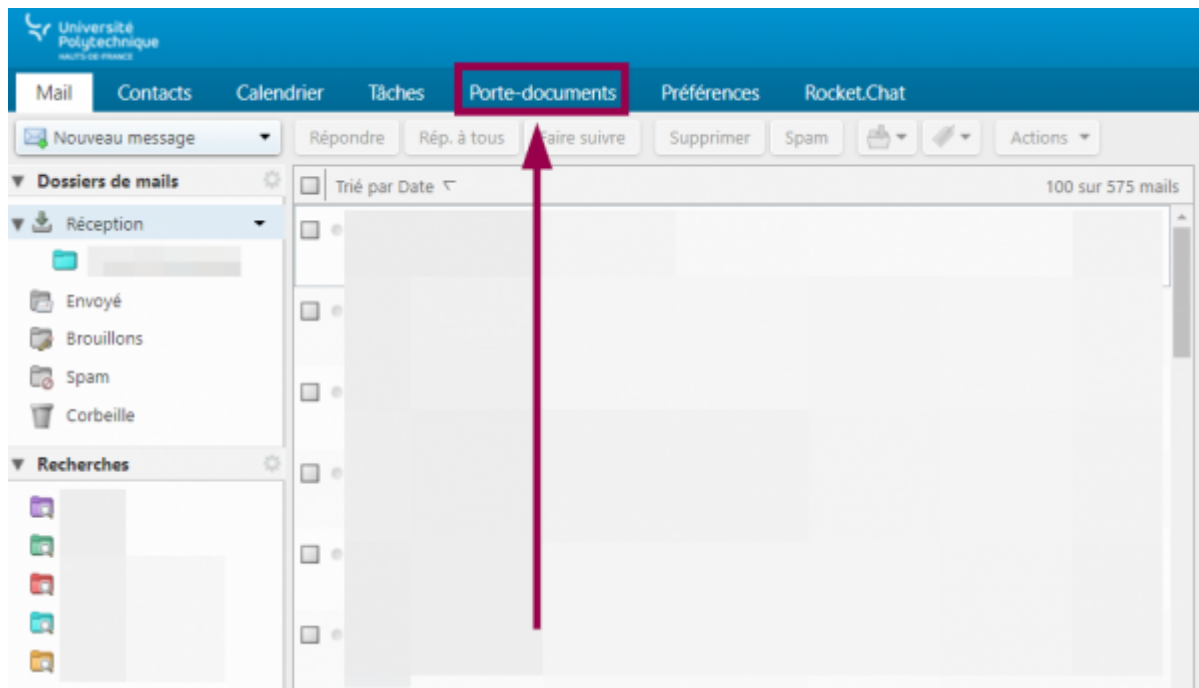 Université
Polytechnique
HAUTS-DE-FRANCE
Mail Contacts Calendrier Tâches Porte-documents Préférences Rocket.Chat
Nouveau message Répondre Rép. à tous Faire suivre Supprimer Spam Actions
Dossiers de mails Trié par Date 100 sur 575 mails
Réception
Envoyé
Brouillons
Spam
Corbeille
Recherches